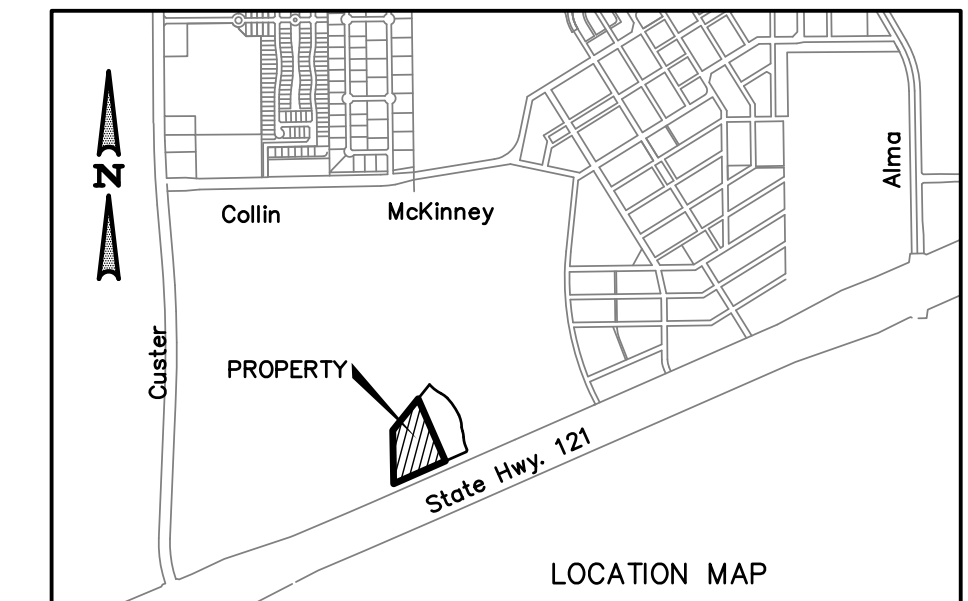 N
Alma
Collin
McKinney
Custer
PROPERTY
State Hwy. 121
LOCATION MAP